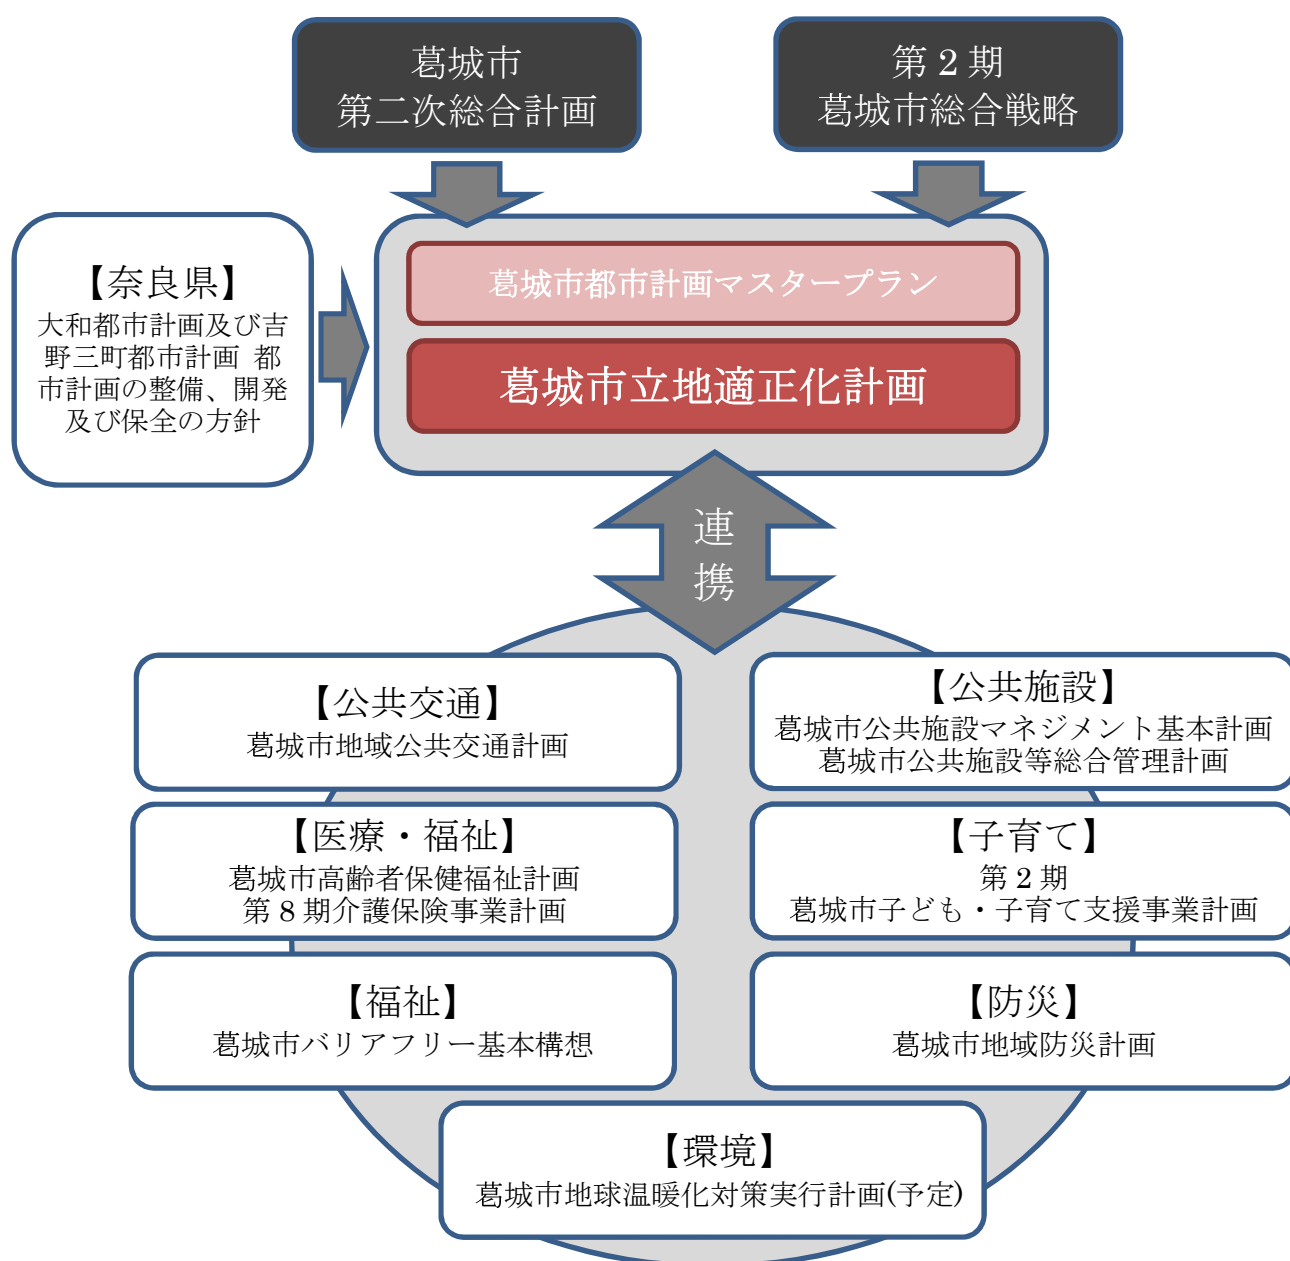 葛城市
第二次総合計画
第2期
葛城市総合戦略
【奈良県】
大和都市計画及び吉
野三町都市計画 都
市計画の整備、開発
及び保全の方針
葛城市都市計画マスタープラン
葛城市立地適正化計画
連
携
【公共交通】
葛城市地域公共交通計画
【公共施設】
葛城市公共施設マネジメント基本計画
葛城市公共施設等総合管理計画
【医療・福祉】
葛城市高齢者保健福祉計画
第8期介護保険事業計画
【子育て】
第2期
葛城市子ども・子育て支援事業計画
【福祉】
葛城市バリアフリー基本構想
【防災】
葛城市地域防災計画
【環境】
葛城市地球温暖化対策実行計画(予定)